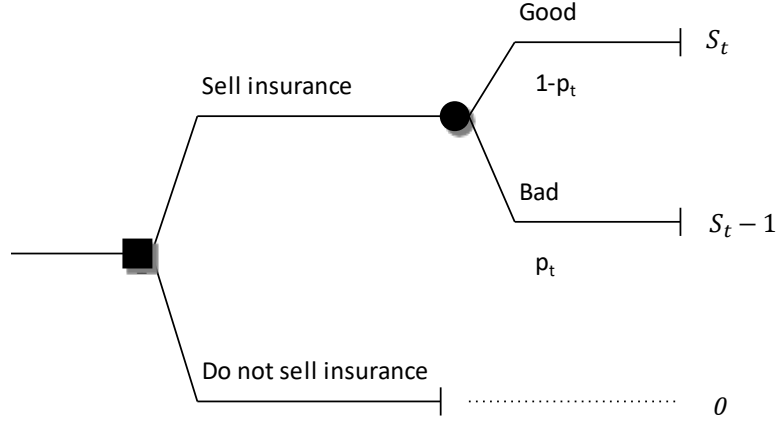 Good
S_t
Sell insurance
1-p_t
Bad
S_t − 1
p_t
Do not sell insurance
0